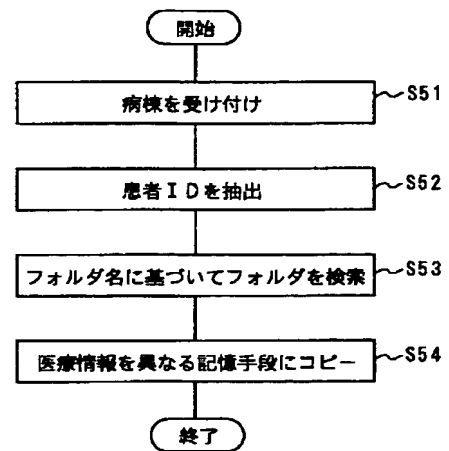 開始
病棟を受け付け
S51
患者IDを抽出
S52
フォルダ名に基づいてフォルダを検索
S53
医療情報を異なる記憶手段にコピー
S54
終了